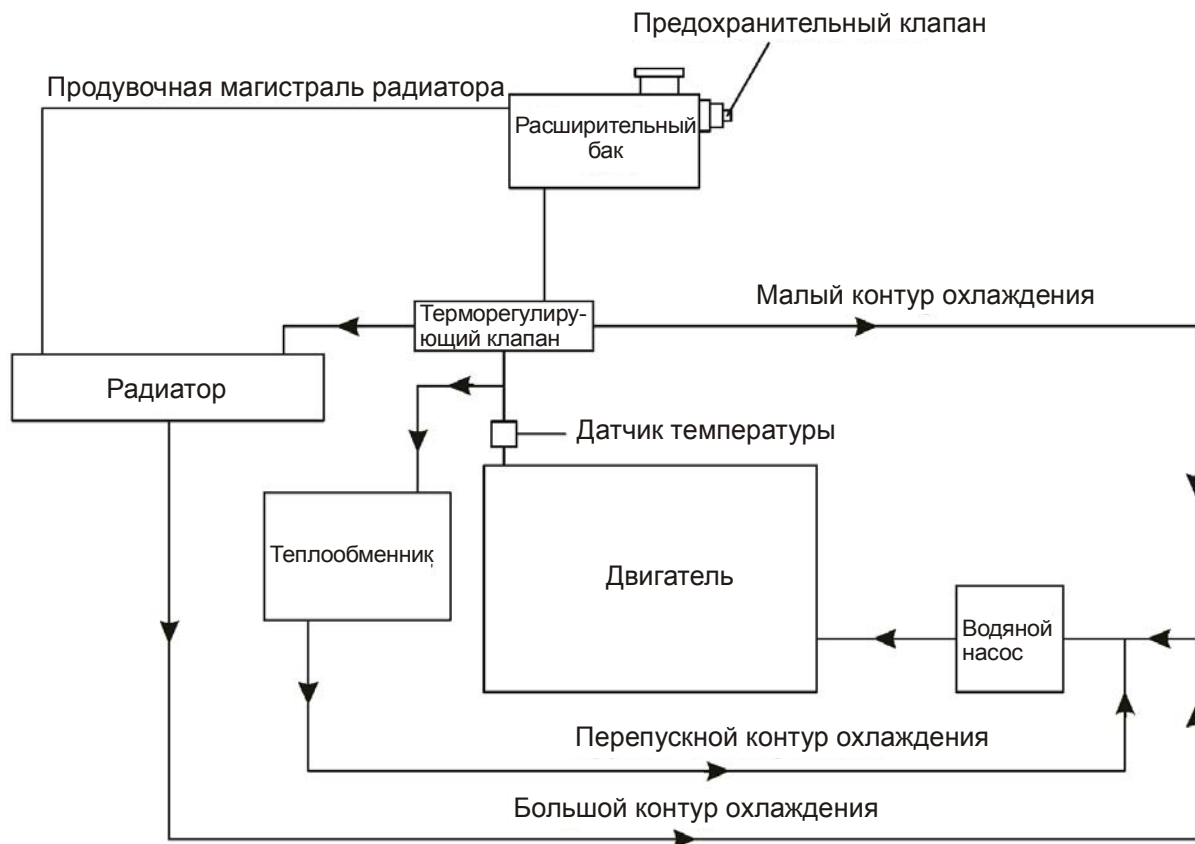 Предохранительный клапан
Продувочная магистраль радиатора
Расширительный
бак
Малый контур охлаждения
Терморегулиру-
ющий клапан
Радиатор
Датчик температуры
Теплообменник
Двигатель
Водяной
насос
Перепускной контур охлаждения
Большой контур охлаждения